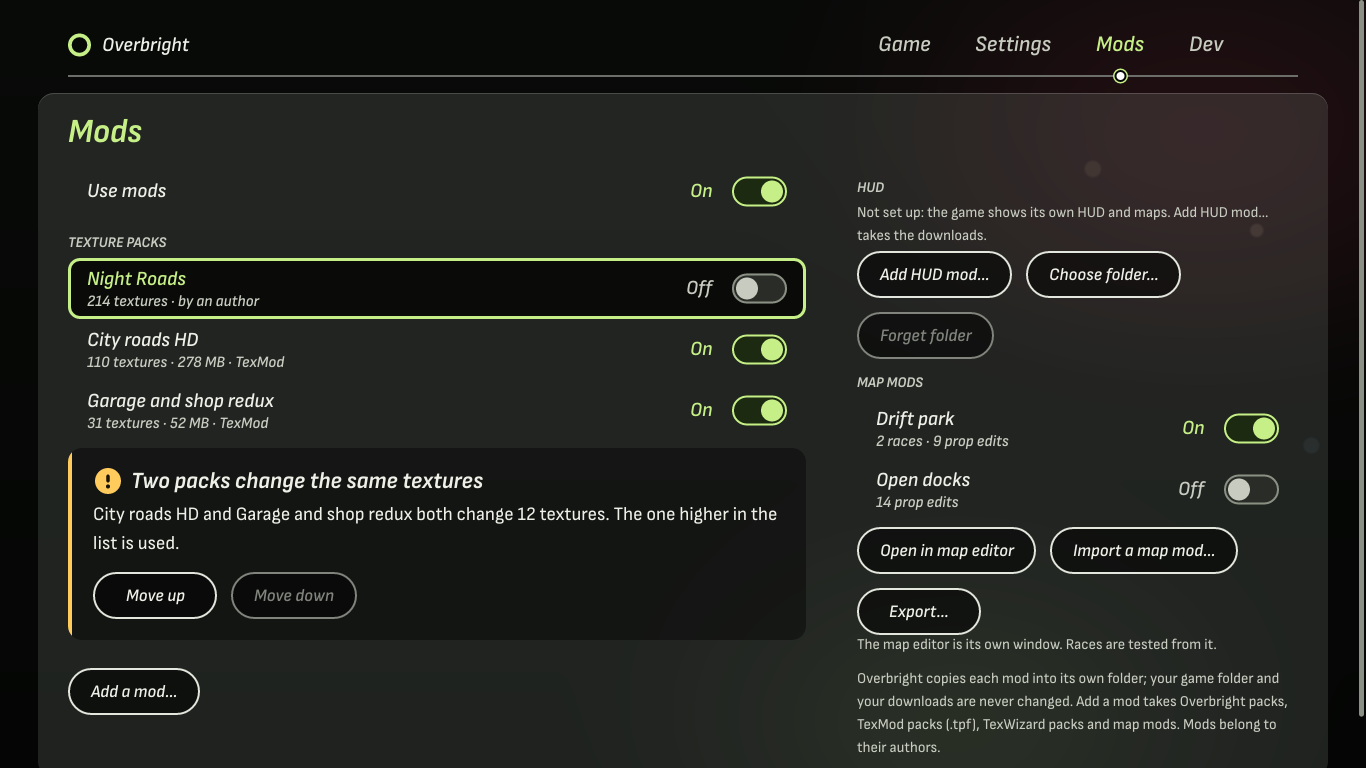 Overbright
Game
Settings
Mods
Dev
Mods
Use mods
On
TEXTURE PACKS
Night Roads
214 textures · by an author
Off
City roads HD
110 textures · 278 MB · TexMod
On
Garage and shop redux
31 textures · 52 MB · TexMod
On
Two packs change the same textures
City roads HD and Garage and shop redux both change 12 textures. The one higher in the
list is used.
Move up
Move down
Add a mod...
HUD
Not set up: the game shows its own HUD and maps. Add HUD mod...
takes the downloads.
Add HUD mod...
Choose folder...
Forget folder
MAP MODS
Drift park
2 races · 9 prop edits
On
Open docks
14 prop edits
Off
Open in map editor
Import a map mod...
Export...
The map editor is its own window. Races are tested from it.
Overbright copies each mod into its own folder; your game folder and
your downloads are never changed. Add a mod takes Overbright packs,
TexMod packs (.tpf), TexWizard packs and map mods. Mods belong to
their authors.